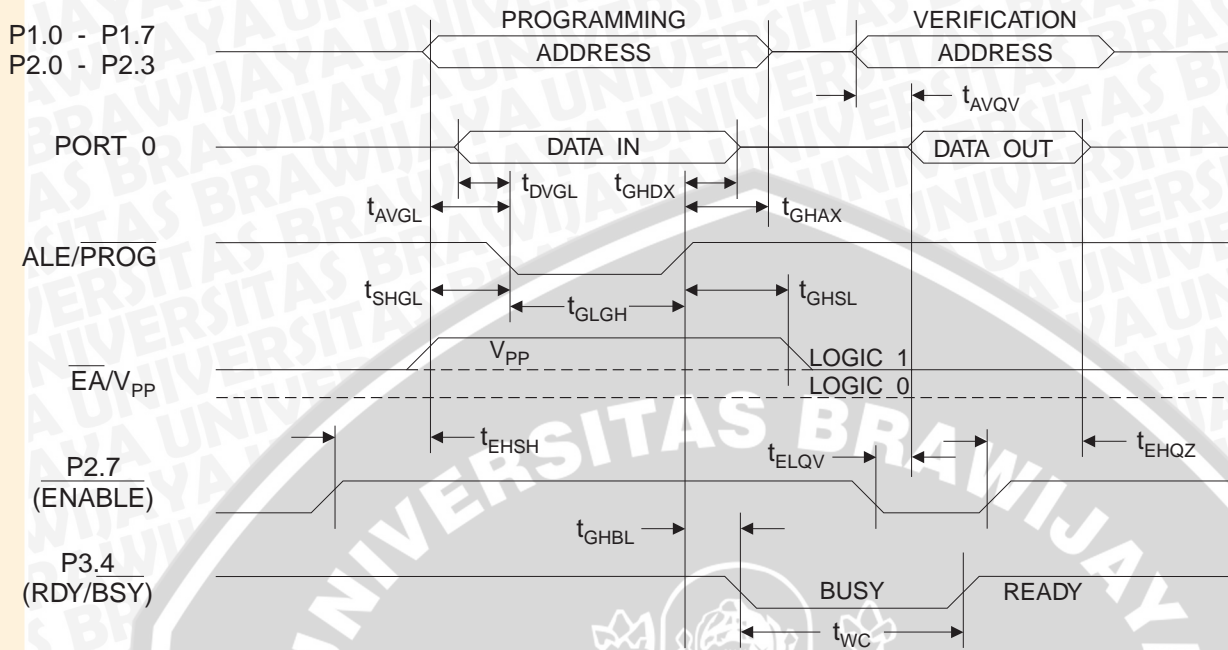 PROGRAMMING
VERIFICATION
P1.0 - P1.7
P2.0 - P2.3
ADDRESS
ADDRESS
tAVQV
PORT 0
DATA IN
DATA OUT
tDVGL
tGHDX
tAVGL
tGHAX
ALE/PROG
tSHGL
tGLGH
tGHSL
EA/VPP
VPP
LOGIC 1
LOGIC 0
tEHSH
tELQV
tEHQZ
P2.7
(ENABLE)
tGHBL
P3.4
(RDY/BSY)
BUSY
READY
tWC
UNIVERSITAS BRAWIJAYA